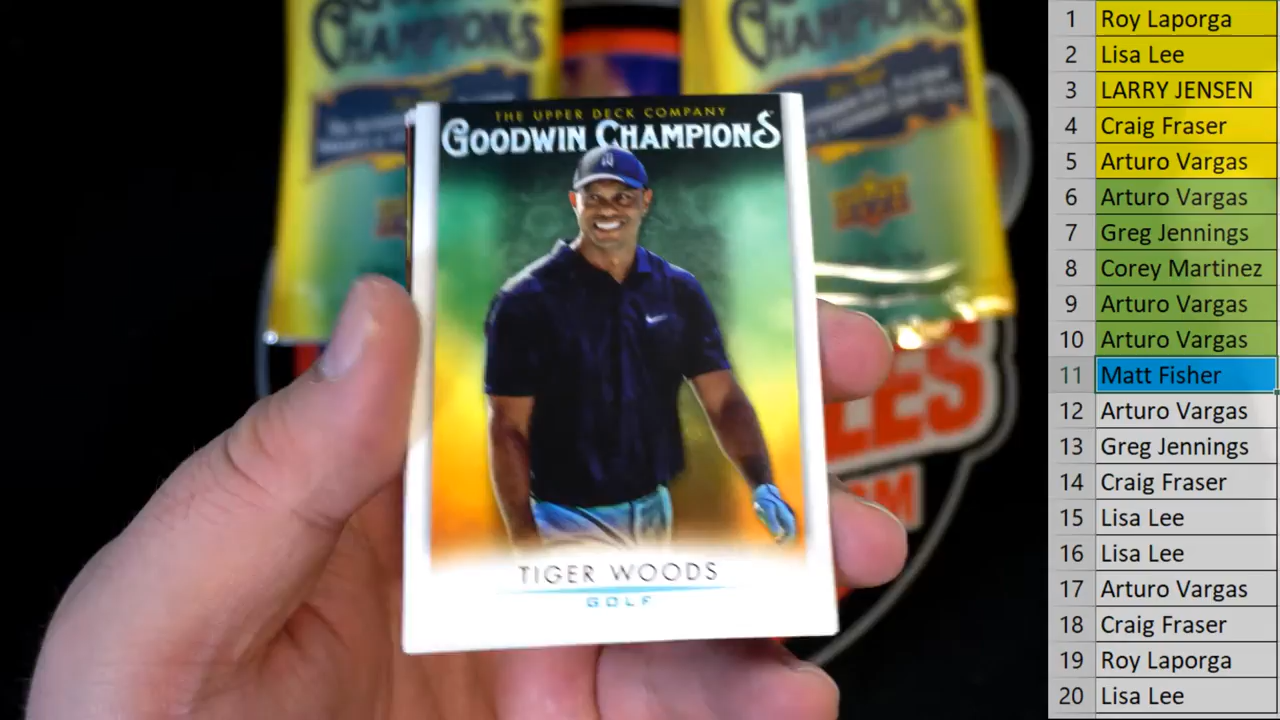 CHAMPIONS
CHAMPIONS
THE UPPER DECK COMPANY
GOODWIN CHAMPIONS
TIGER WOODS
GOLF
1 Roy Laporga
2 Lisa Lee
3 LARRY JENSEN
4 Craig Fraser
5 Arturo Vargas
6 Arturo Vargas
7 Greg Jennings
8 Corey Martinez
9 Arturo Vargas
10 Arturo Vargas
11 Matt Fisher
12 Arturo Vargas
13 Greg Jennings
14 Craig Fraser
15 Lisa Lee
16 Lisa Lee
17 Arturo Vargas
18 Craig Fraser
19 Roy Laporga
20 Lisa Lee